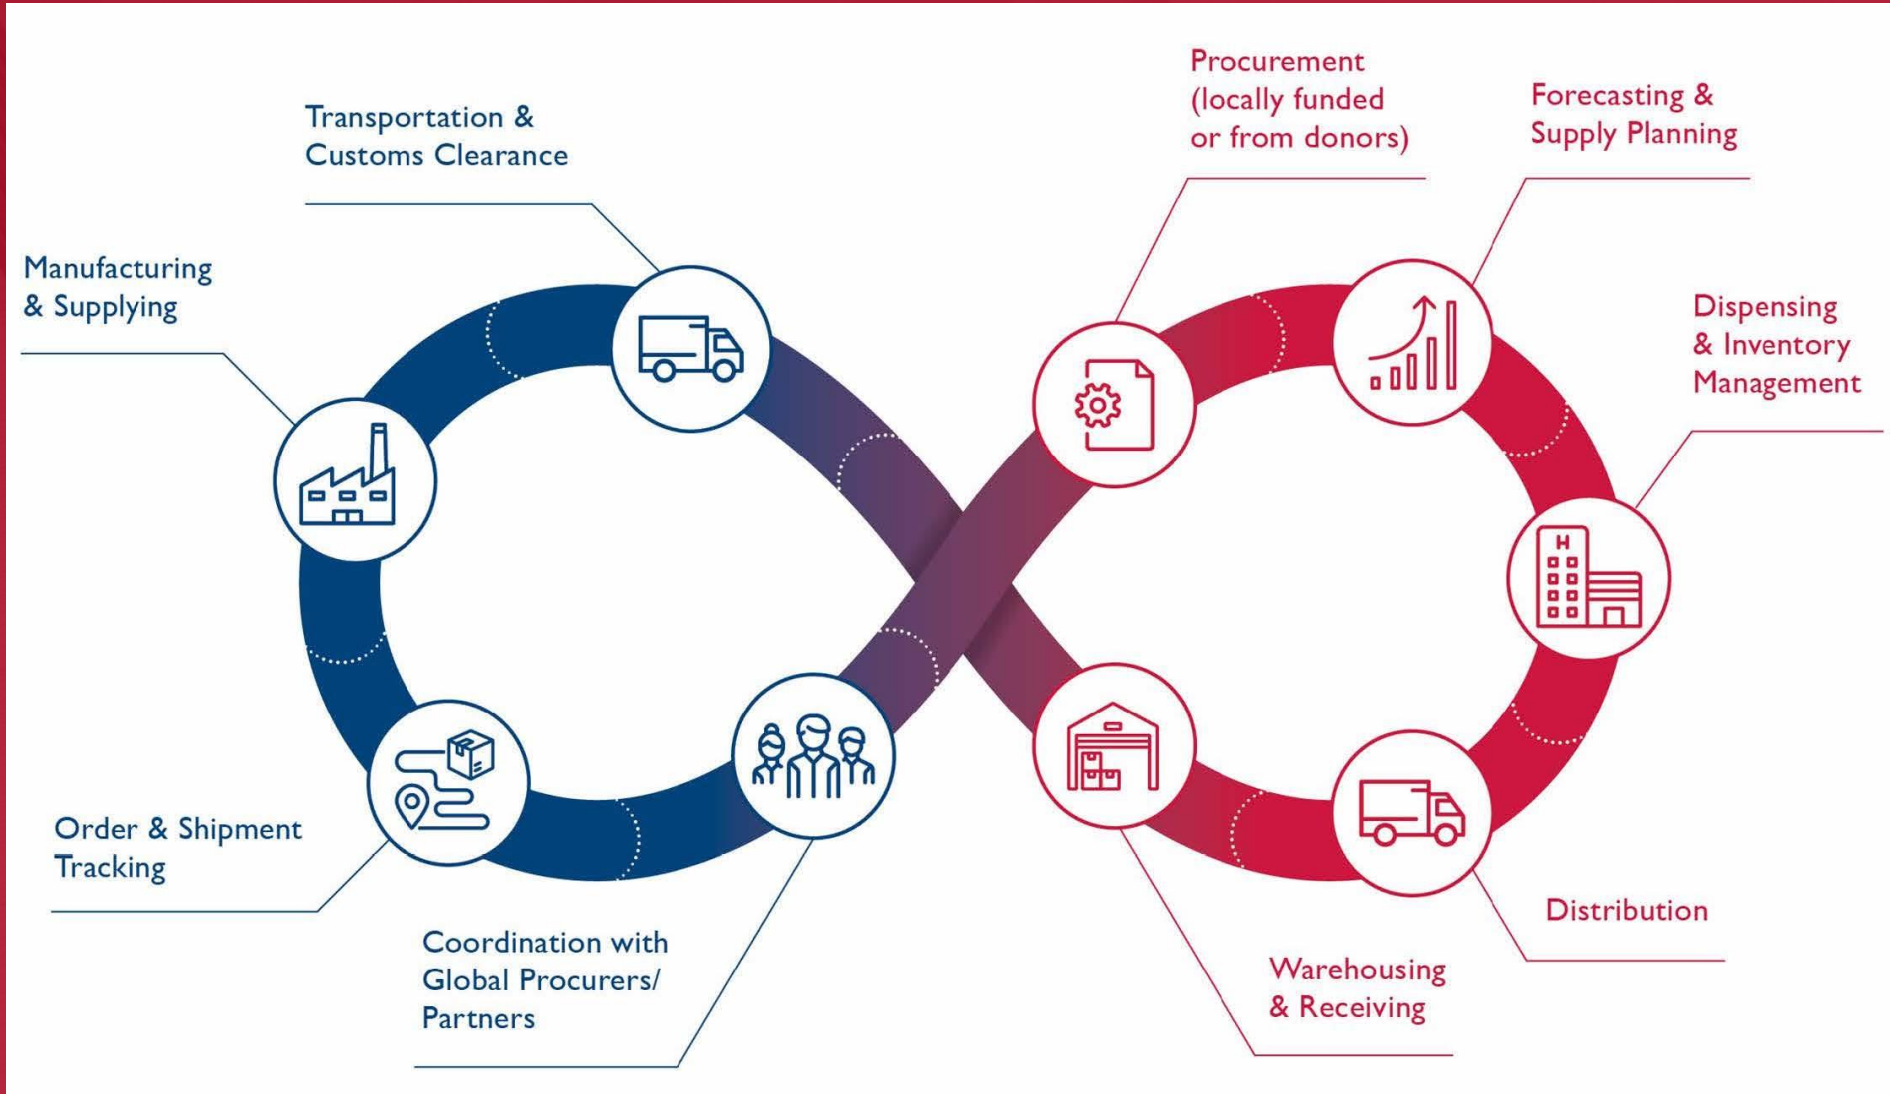 Transportation &
Customs Clearance
Manufacturing
& Supplying
Order & Shipment
Tracking
Coordination with
Global Procurers/
Partners
Procurement
(locally funded
or from donors)
Forecasting &
Supply Planning
Dispensing
& Inventory
Management
H
Distribution
Warehousing
& Receiving